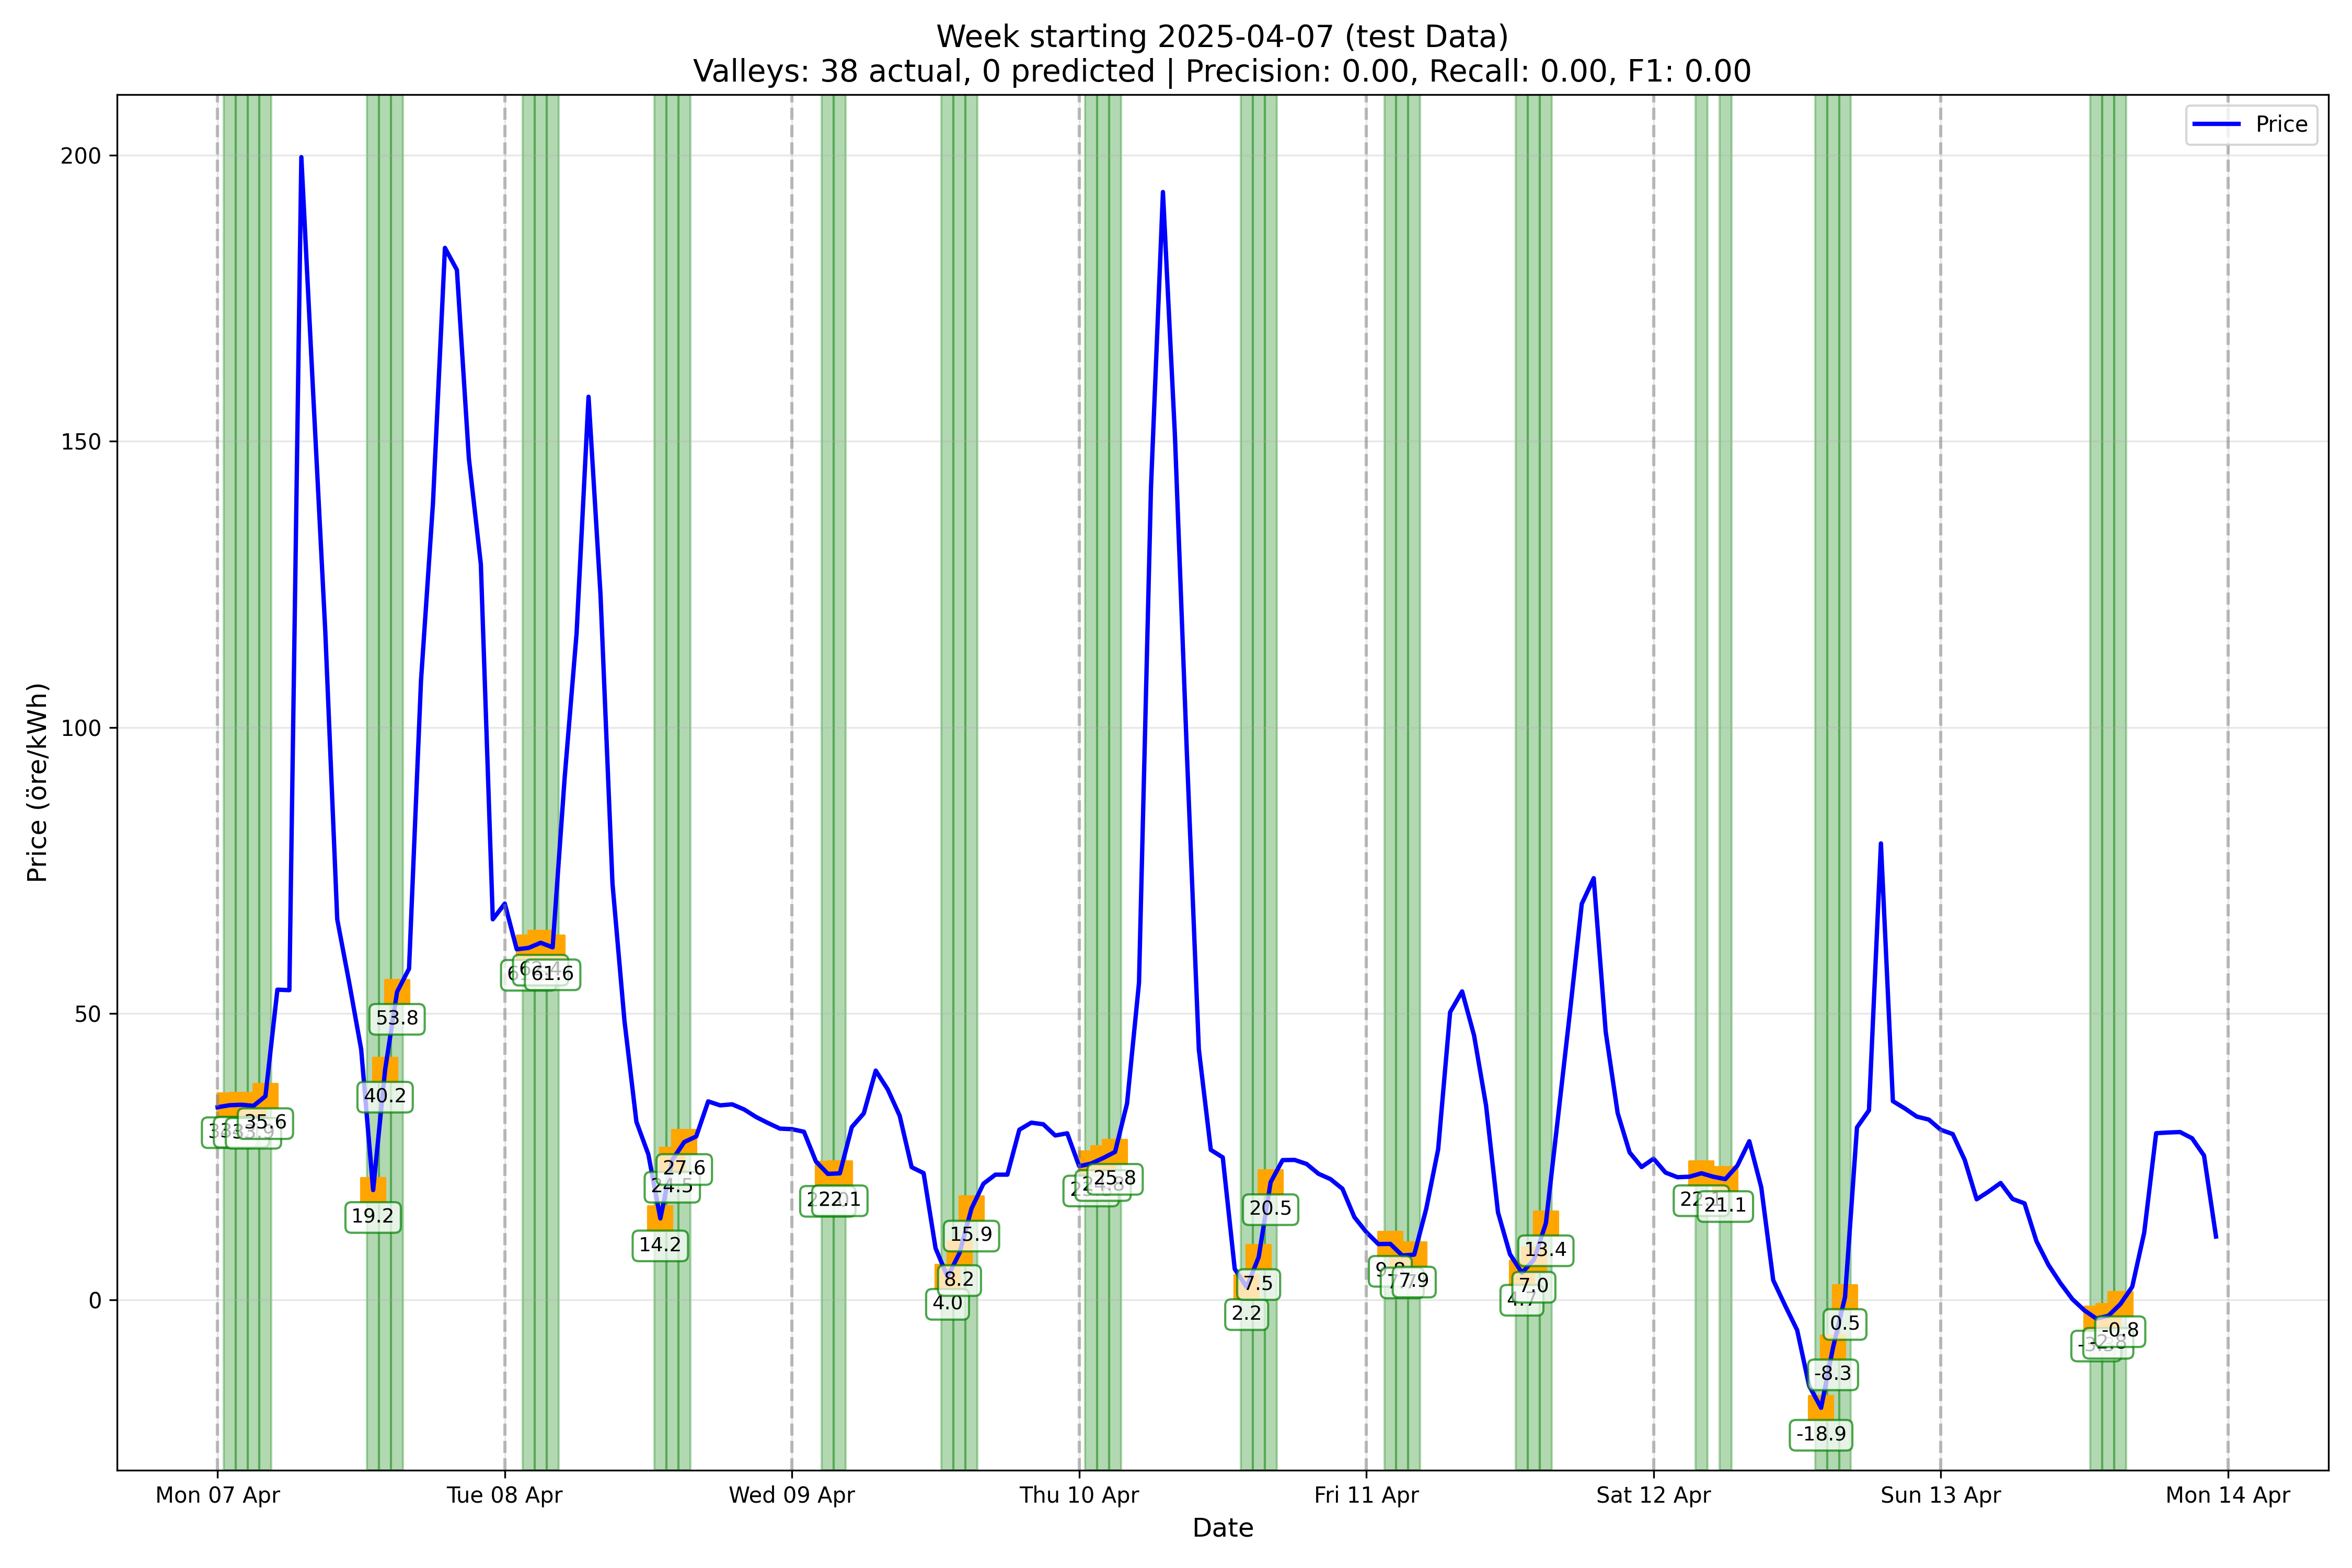 Week starting 2025-04-07 (test Data)
Valleys: 38 actual, 0 predicted | Precision: 0.00, Recall: 0.00, F1: 0.00
Price
Price (öre/kWh)
200
150
100
50
0
35.6
19.2
40.2
53.8
61.6
14.2
24.5
27.6
22.1
4.0
8.2
15.9
25.8
2.2
7.5
20.5
7.9
7.0
13.4
21.1
-18.9
-8.3
0.5
-0.8
Mon 07 Apr
Tue 08 Apr
Wed 09 Apr
Thu 10 Apr
Fri 11 Apr
Sat 12 Apr
Sun 13 Apr
Mon 14 Apr
Date